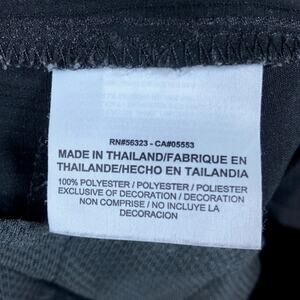 RN#56323 - CA#05553
MADE IN THAILAND/FABRIQUE EN
THAILANDE/HECHO EN TAILANDIA
100% POLYESTER / POLYESTER / POLIESTER
EXCLUSIVE OF DECORATION / DECORATION
NON COMPRISE / NO INCLUYE LA
DECORACION